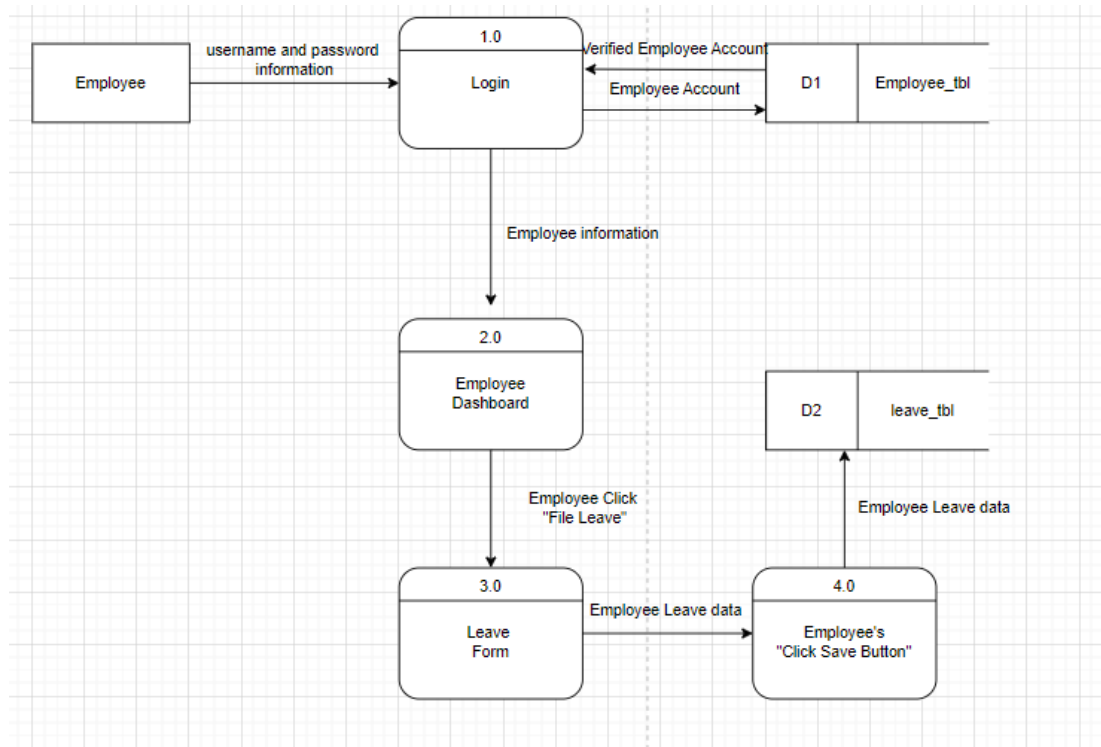 1.0
username and password
information
Verified Employee Account
Employee
Login
D1
Employee_tbl
Employee Account
Employee information
2.0
Employee
Dashboard
D2
leave_tbl
Employee Click
"File Leave"
Employee Leave data
3.0
4.0
Employee Leave data
Leave
Form
Employee's
"Click Save Button"